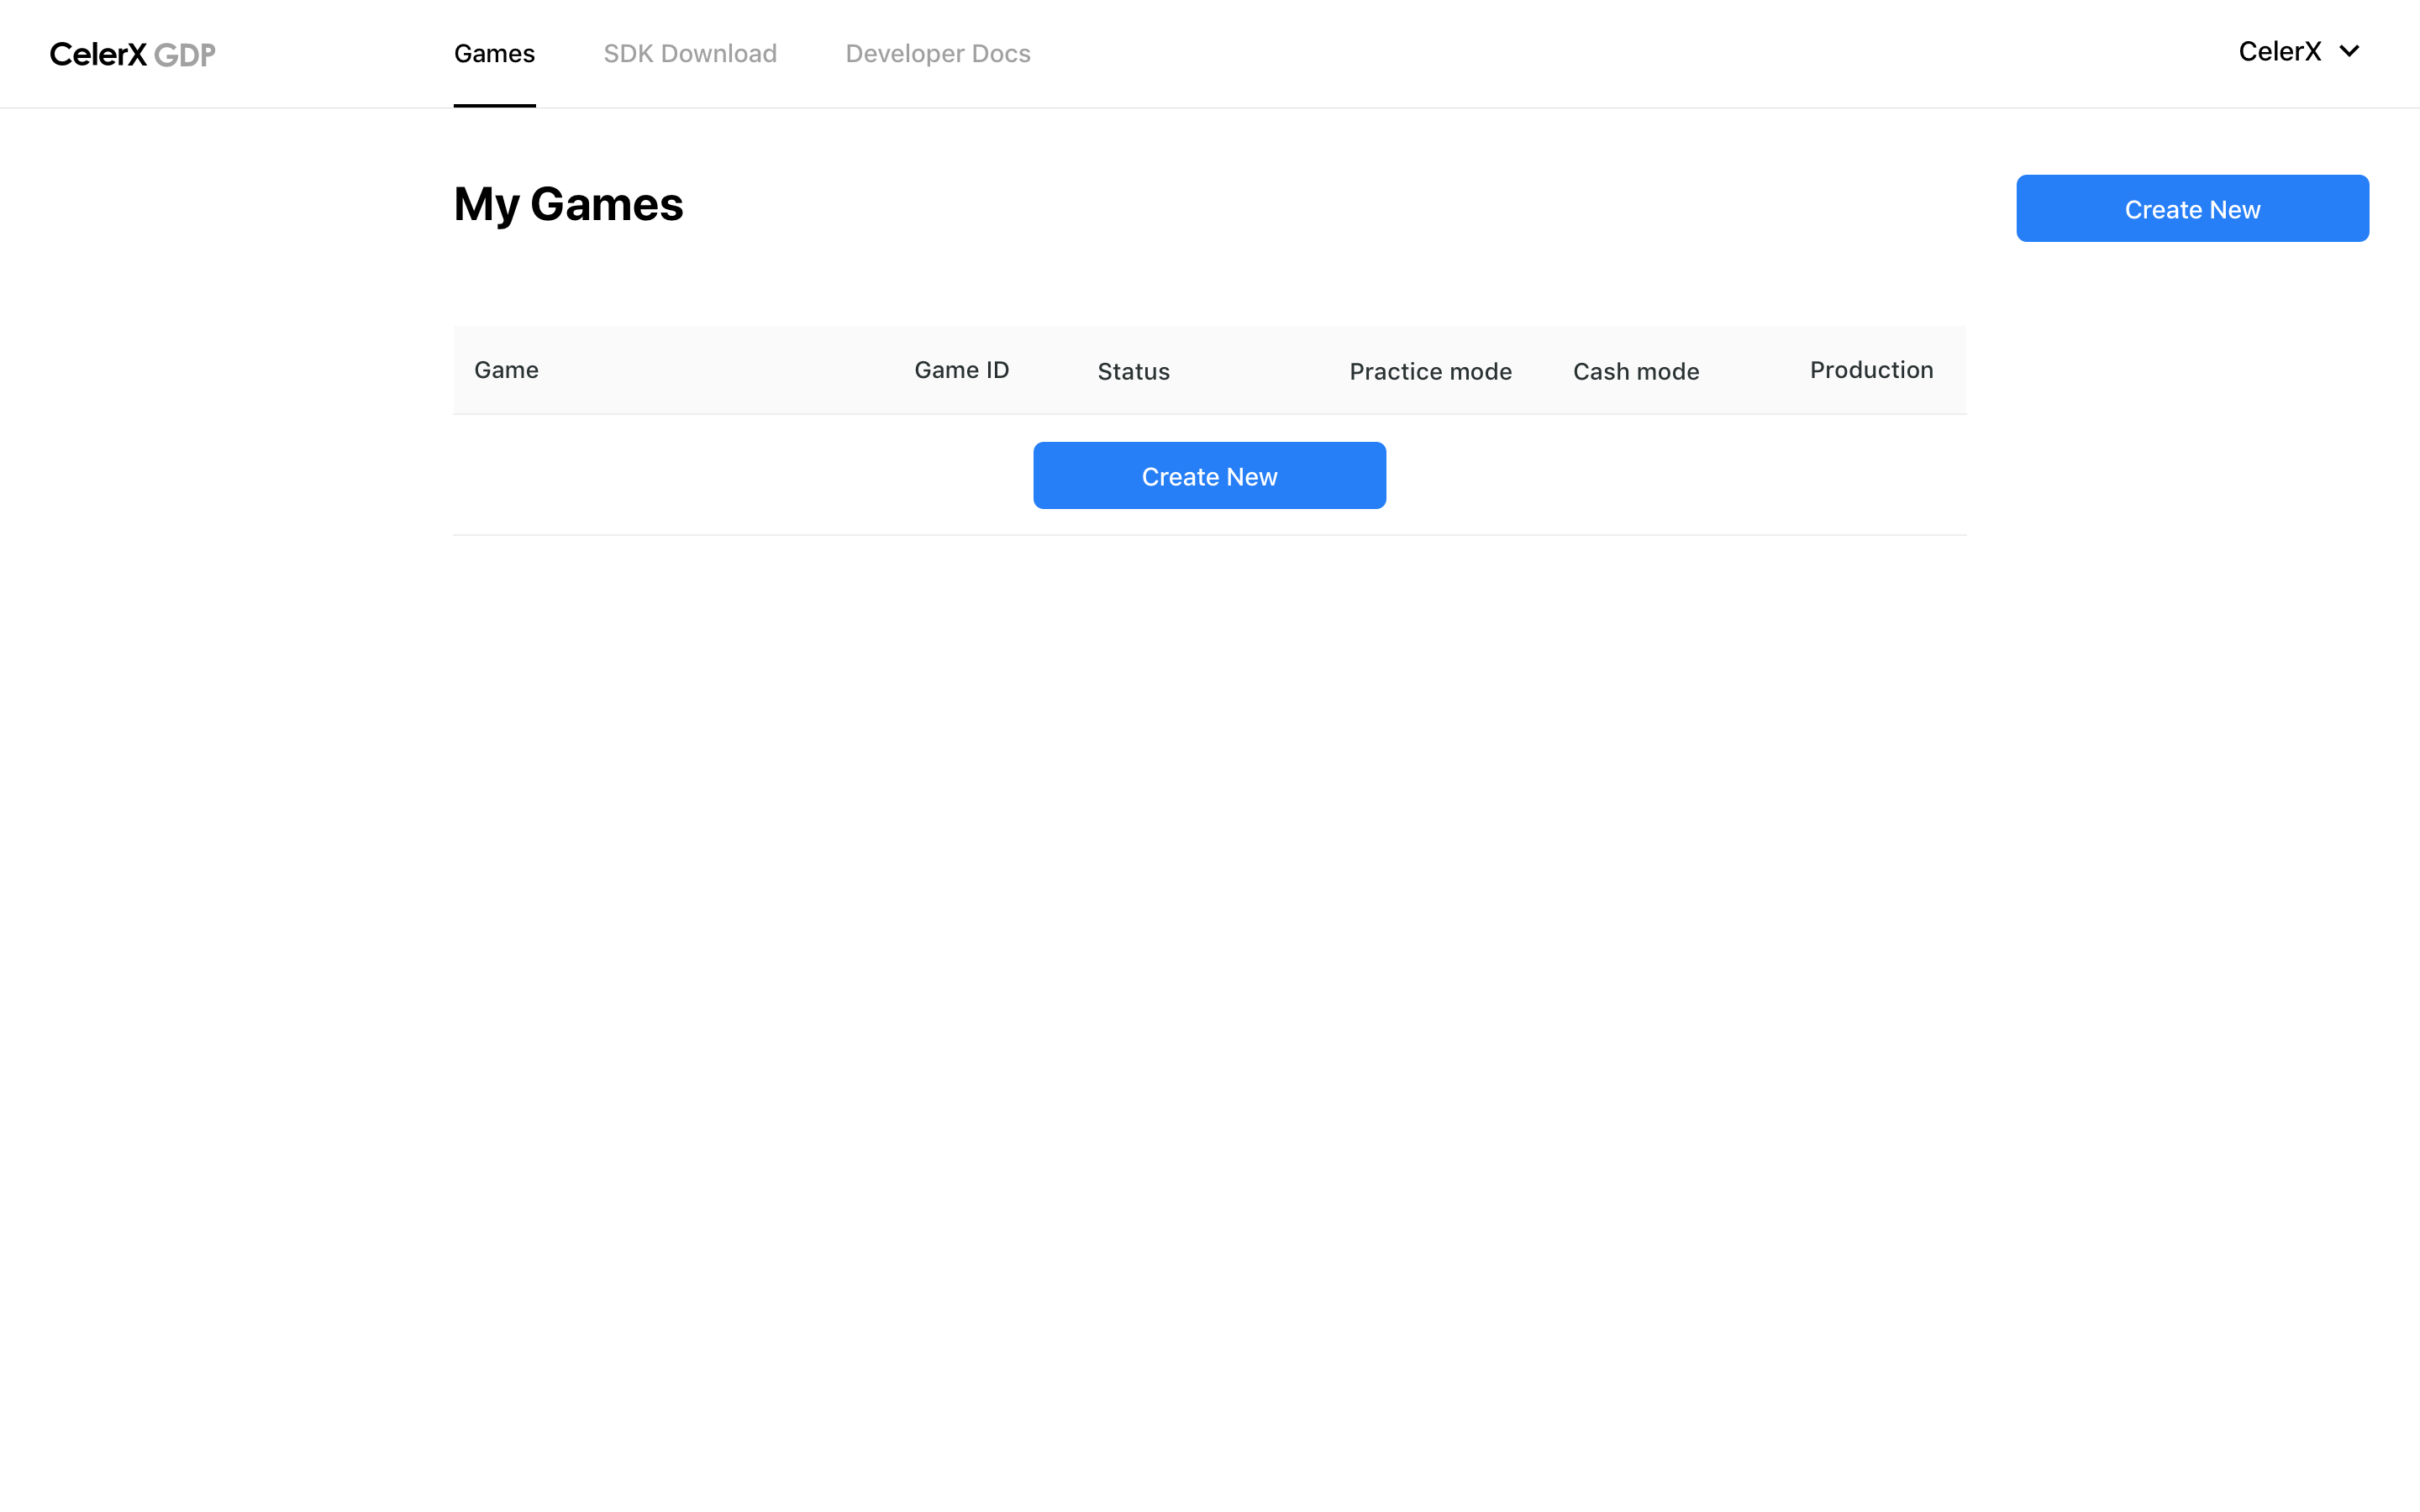 CelerX GDP Games SDK Download Developer Docs CelerX
My Games Create New
Game Game ID Status Practice mode Cash mode Production
Create New